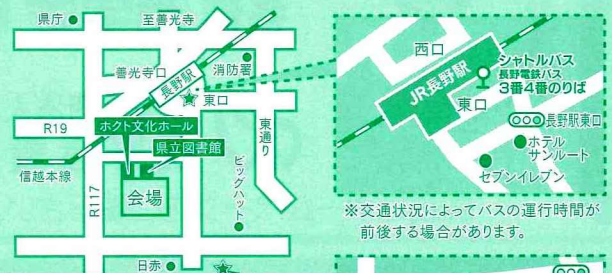 県庁
至善光寺
善光寺口
消防署
長野駅
東口
R19
ホクト文化ホール
県立図書館
東通り
信越本線
R117
会場
ビッグハット
日赤
西口
JR長野駅
シャトルバス
長野電鉄バス
3番4番のりば
東口
長野駅東口
ホテル
サンルート
セブンイレブン
※交通状況によってバスの運行時間が
前後する場合があります。